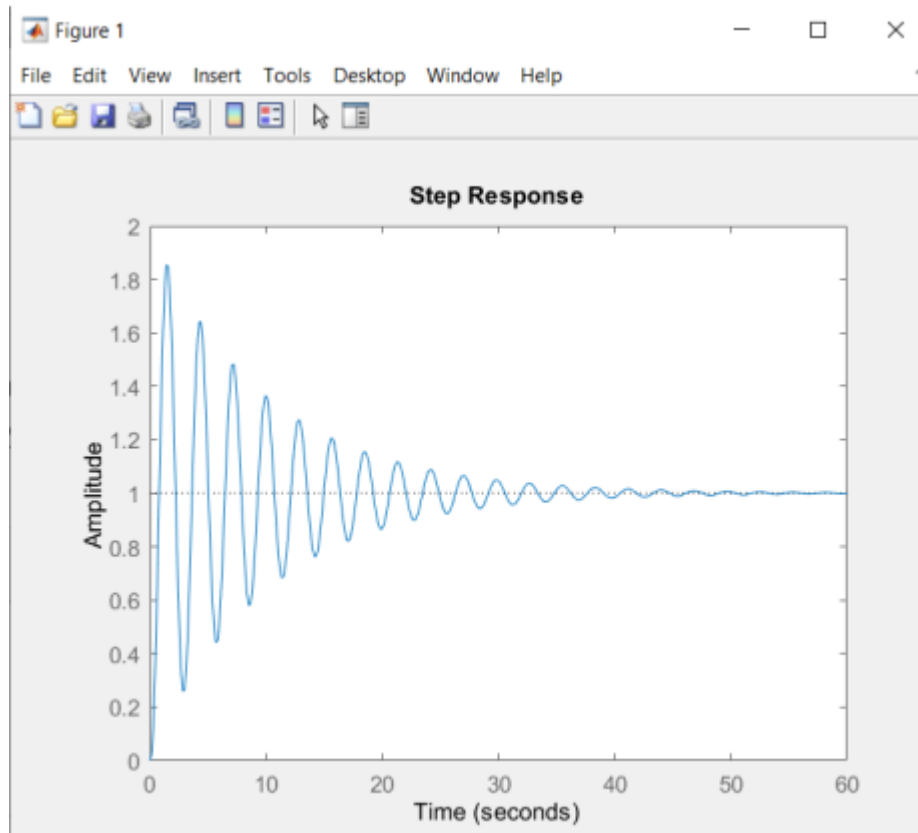 Figure 1
File Edit View Insert Tools Desktop Window Help
Step Response
2
1.8
1.6
1.4
1.2
1
0.8
0.6
0.4
0.2
0
Amplitude
0 10 20 30 40 50 60
Time (seconds)